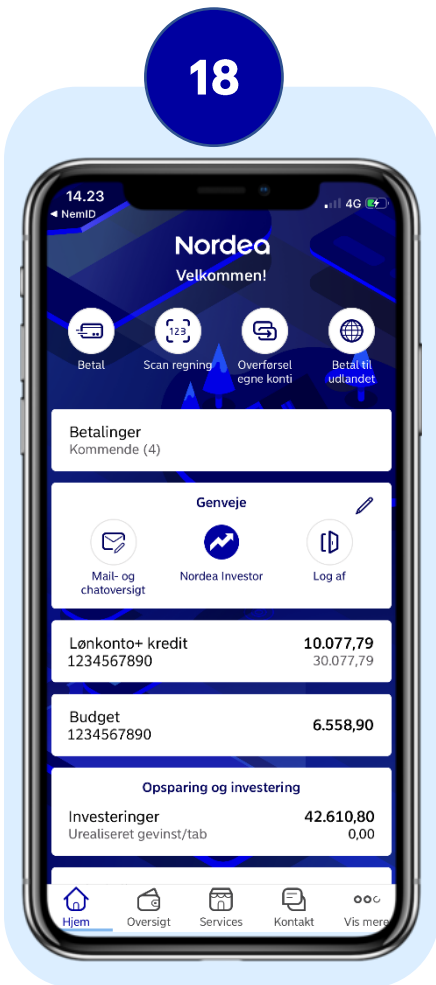 18
14.23
4G
◀ NemID
Nordea
Velkommen!
123
Betal
Scan regning
Overførsel
egne konti
Betal til
udlandet
Betalinger
Kommende (4)
Genveje
Mail- og
chatoversigt
Nordea Investor
Log af
Lønkonto+ kredit 10.077,79
1234567890 30.077,79
Budget
1234567890
6.558,90
Opsparing og investering
Investeringer 42.610,80
Urealiseret gevinst/tab 0,00
Hjem
Oversigt
Services
Kontakt
Vis mere